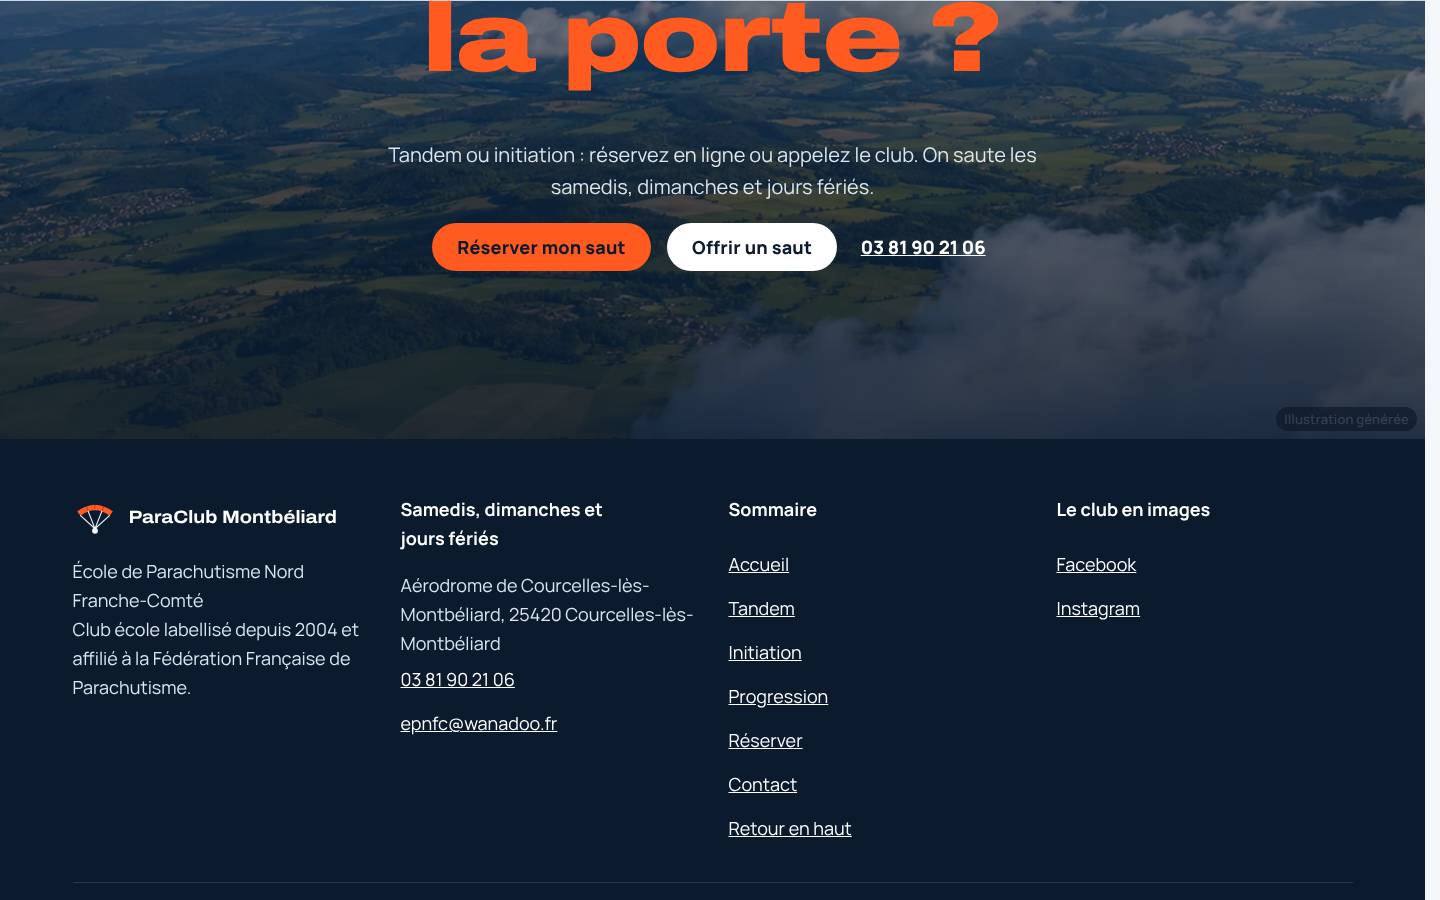 la porte ?
Tandem ou initiation : réservez en ligne ou appelez le club. On saute les
samedis, dimanches et jours fériés.
Réserver mon saut
Offrir un saut
03 81 90 21 06
Illustration générée
ParaClub Montbéliard
École de Parachutisme Nord
Franche-Comté
Club école labellisé depuis 2004 et
affilié à la Fédération Française de
Parachutisme.
Samedis, dimanches et
jours fériés
Aérodrome de Courcelles-lès-
Montbéliard, 25420 Courcelles-lès-
Montbéliard
03 81 90 21 06
epnfc@wanadoo.fr
Sommaire
Accueil
Tandem
Initiation
Progression
Réserver
Contact
Retour en haut
Le club en images
Facebook
Instagram